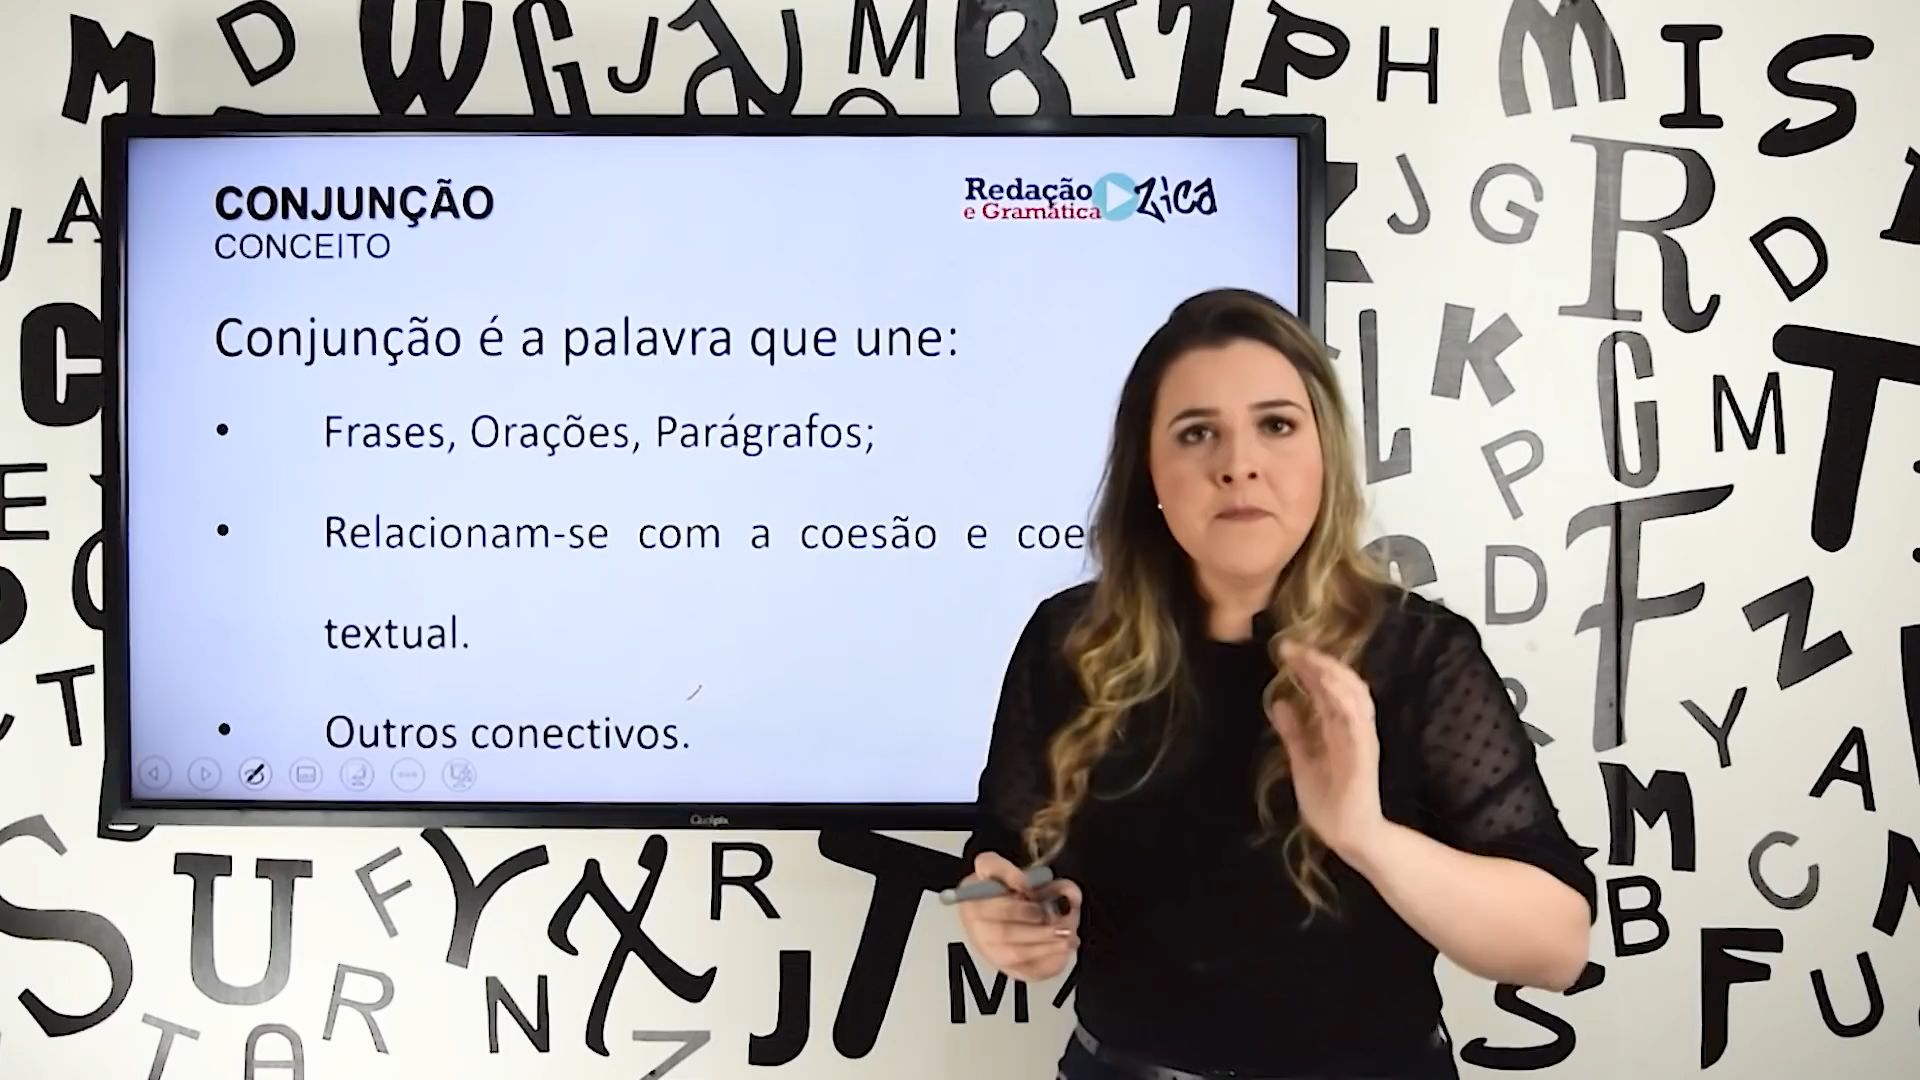 CONJUNÇÃO
CONCEITO
Redação
e Gramática
Zica
Conjunção é a palavra que une:
• Frases, Orações, Parágrafos;
• Relacionam-se com a coesão e coe
textual.
• Outros conectivos.